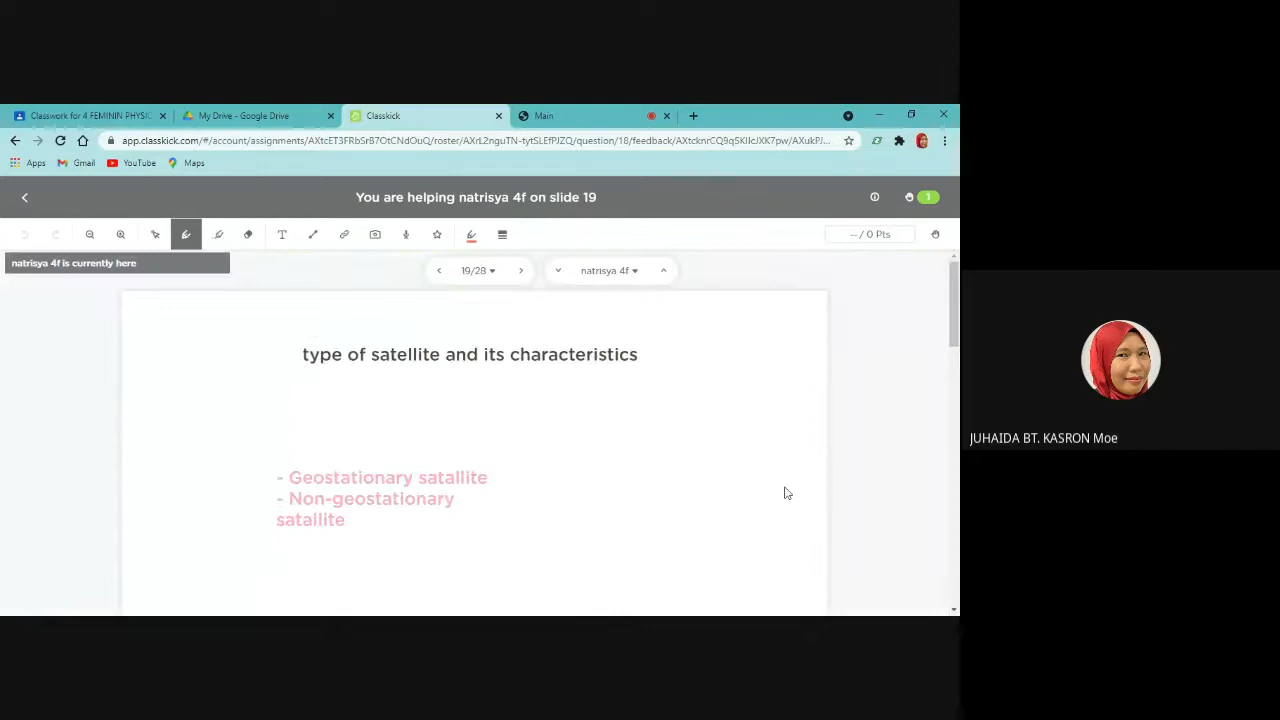 Classwork for 4 FEMININ PHYSIC
My Drive - Google Drive
Classkick
Main
app.classkick.com/#/account/assignments/AXtcET3FRbSrB7OtCNdOuQ/roster/AXrL2nguTN-tytSLEfPJZQ/question/18/feedback/AXtcknrCQ9q5KIlcJXK7pw/AXukPJ...
Apps
Gmail
YouTube
Maps
You are helping natrisya 4f on slide 19
1
T
-- / 0 Pts
natrisya 4f is currently here
19/28
natrisya 4f
type of satellite and its characteristics
- Geostationary satallite
- Non-geostationary
satallite
JUHAIDA BT. KASRON Moe